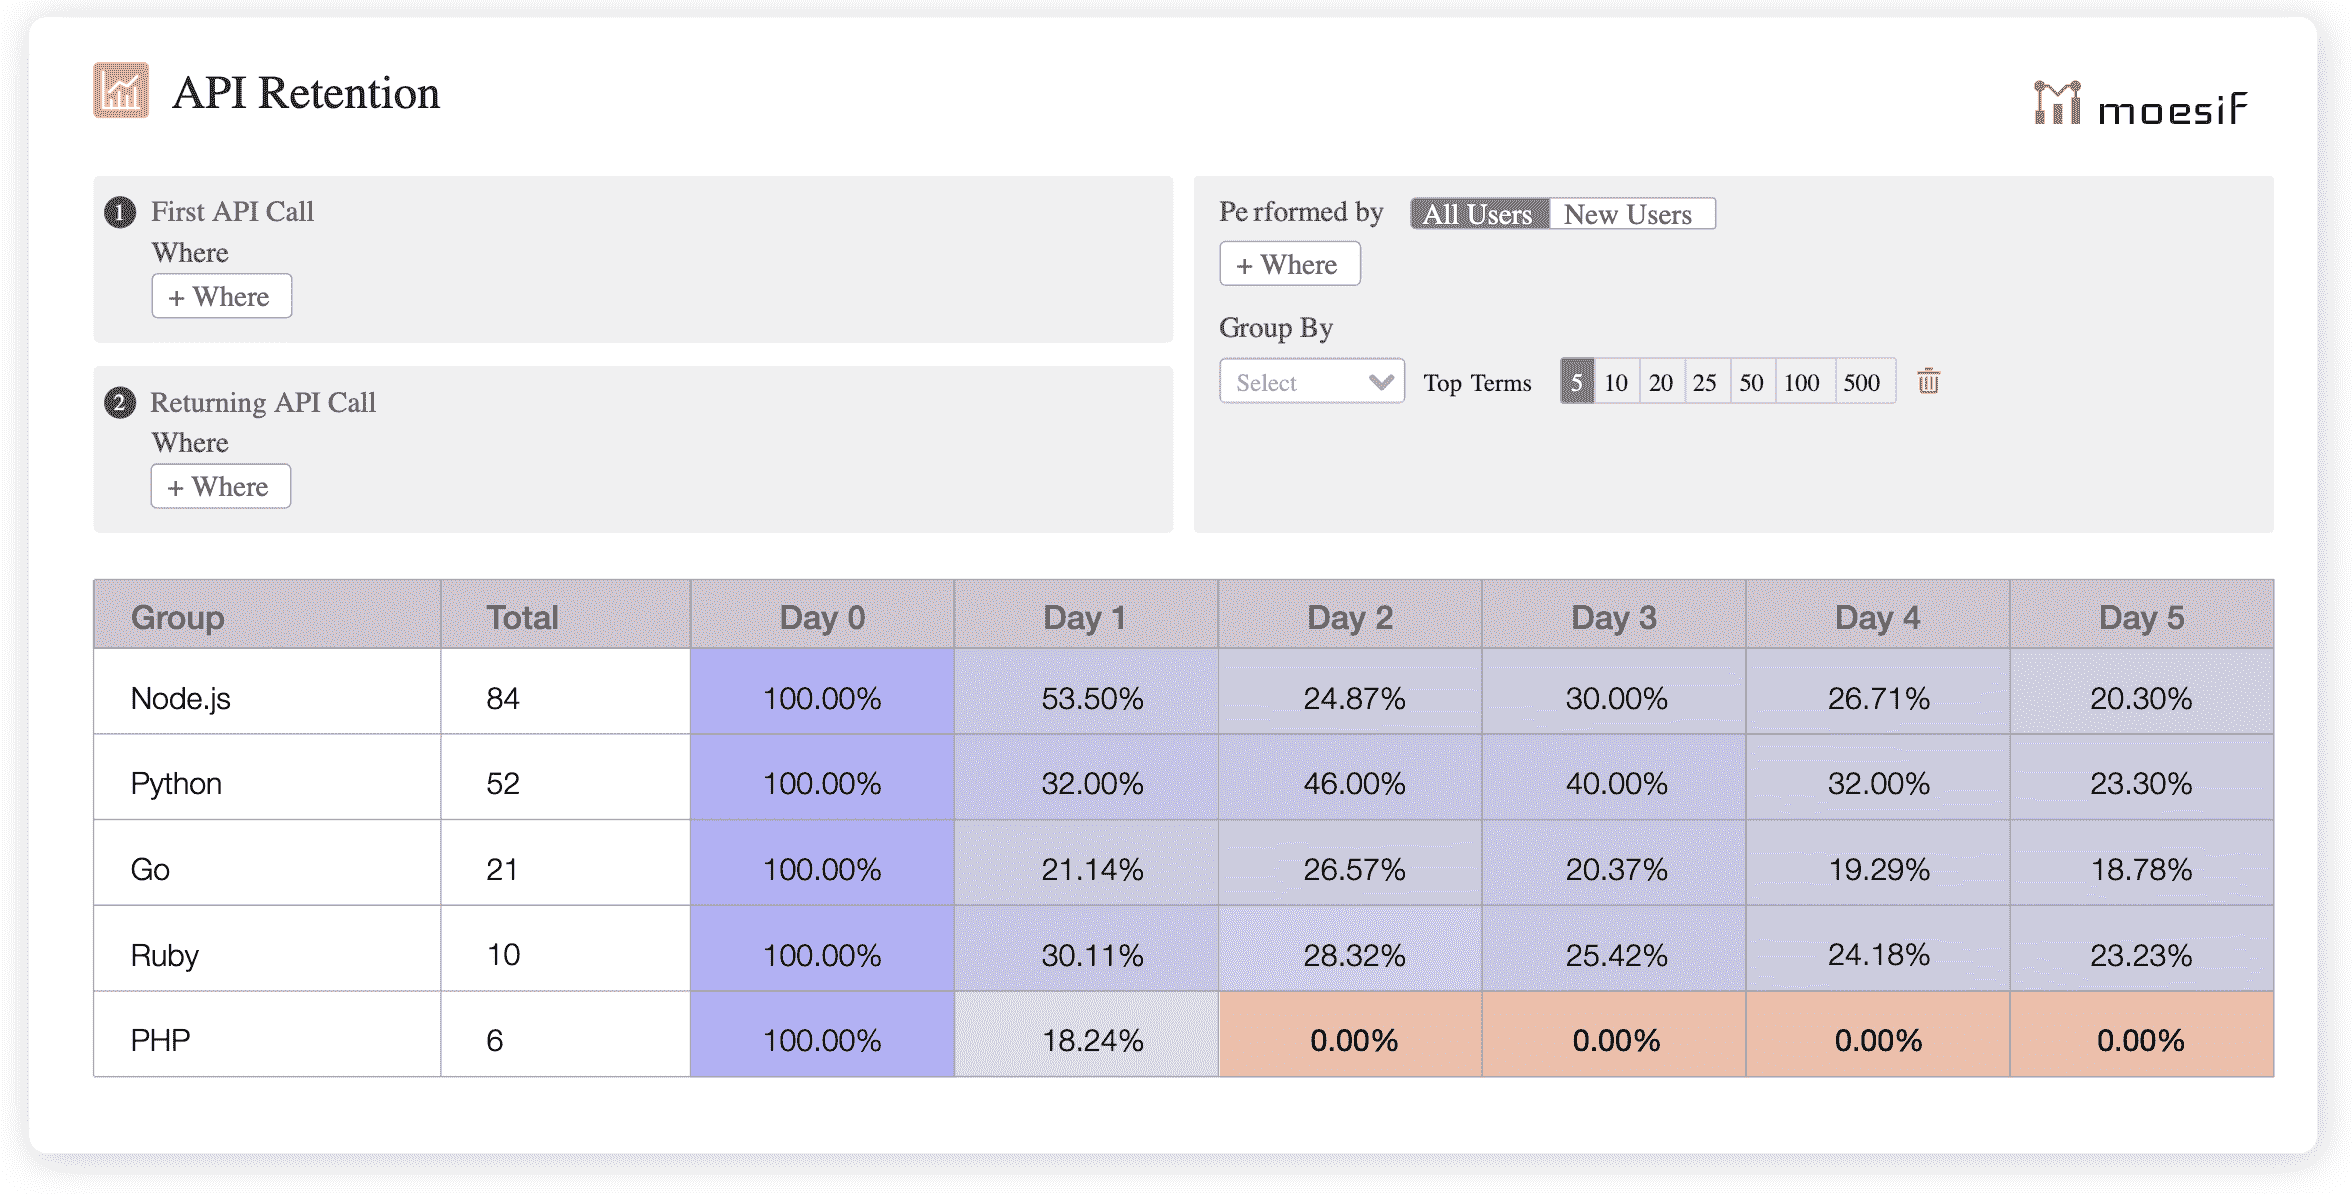 API Retention
moesif
1 First API Call
Where
+ Where
2 Returning API Call
Where
+ Where
Pe rformed by All Users New Users
+ Where
Group By
Select Top Terms 5 10 20 25 50 100 500
Group Total Day 0 Day 1 Day 2 Day 3 Day 4 Day 5
Node.js 84 100.00% 53.50% 24.87% 30.00% 26.71% 20.30%
Python 52 100.00% 32.00% 46.00% 40.00% 32.00% 23.30%
Go 21 100.00% 21.14% 26.57% 20.37% 19.29% 18.78%
Ruby 10 100.00% 30.11% 28.32% 25.42% 24.18% 23.23%
PHP 6 100.00% 18.24% 0.00% 0.00% 0.00% 0.00%